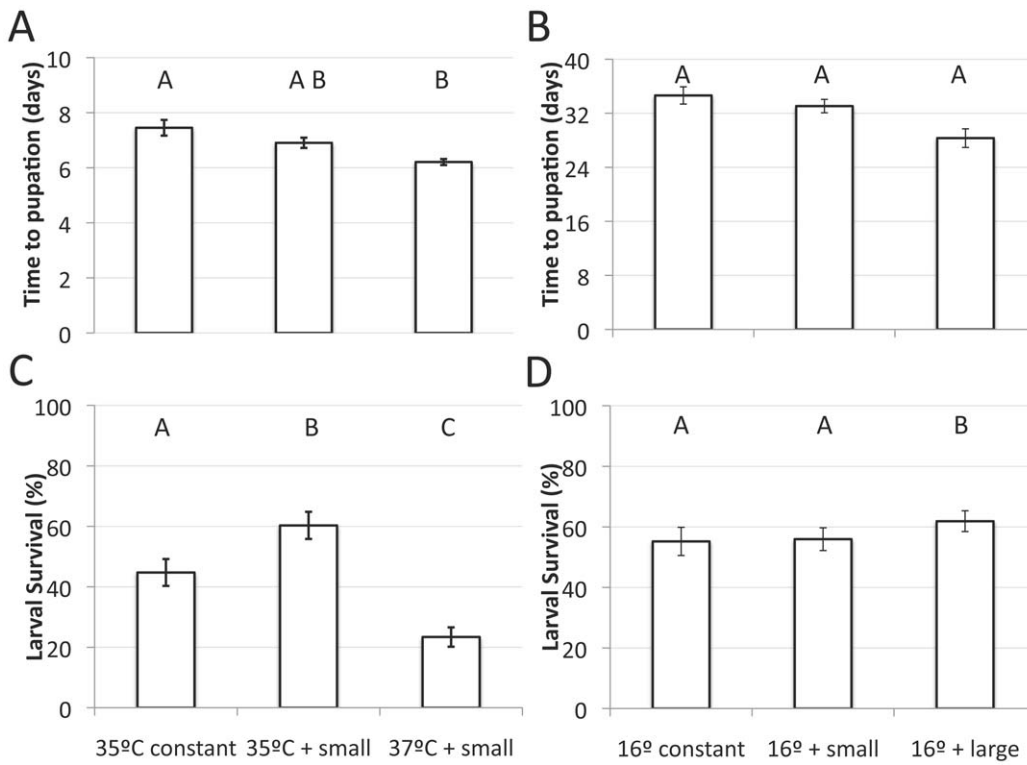 A
Time to pupation (days)
10
8
6
4
2
0
A
A B
B
B
Time to pupation (days)
40
32
24
16
8
0
A
A
A
C
Larval Survival (%)
100
80
60
40
20
0
A
B
C
35ºC constant
35ºC + small
37ºC + small
D
Larval Survival (%)
100
80
60
40
20
0
A
A
B
16º constant
16º + small
16º + large